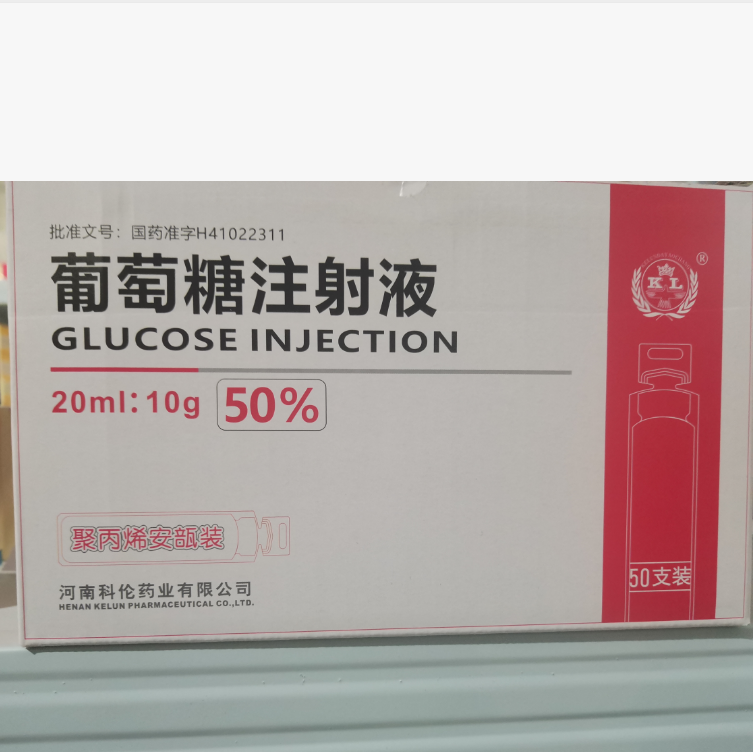 批准文号：国药准字H41022311
葡萄糖注射液
GLUCOSE INJECTION
20ml:10g 50%
KL
®
聚丙烯安瓿装
50支装
河南科伦药业有限公司
HENAN KELUN PHARMACEUTICAL CO.,LTD.